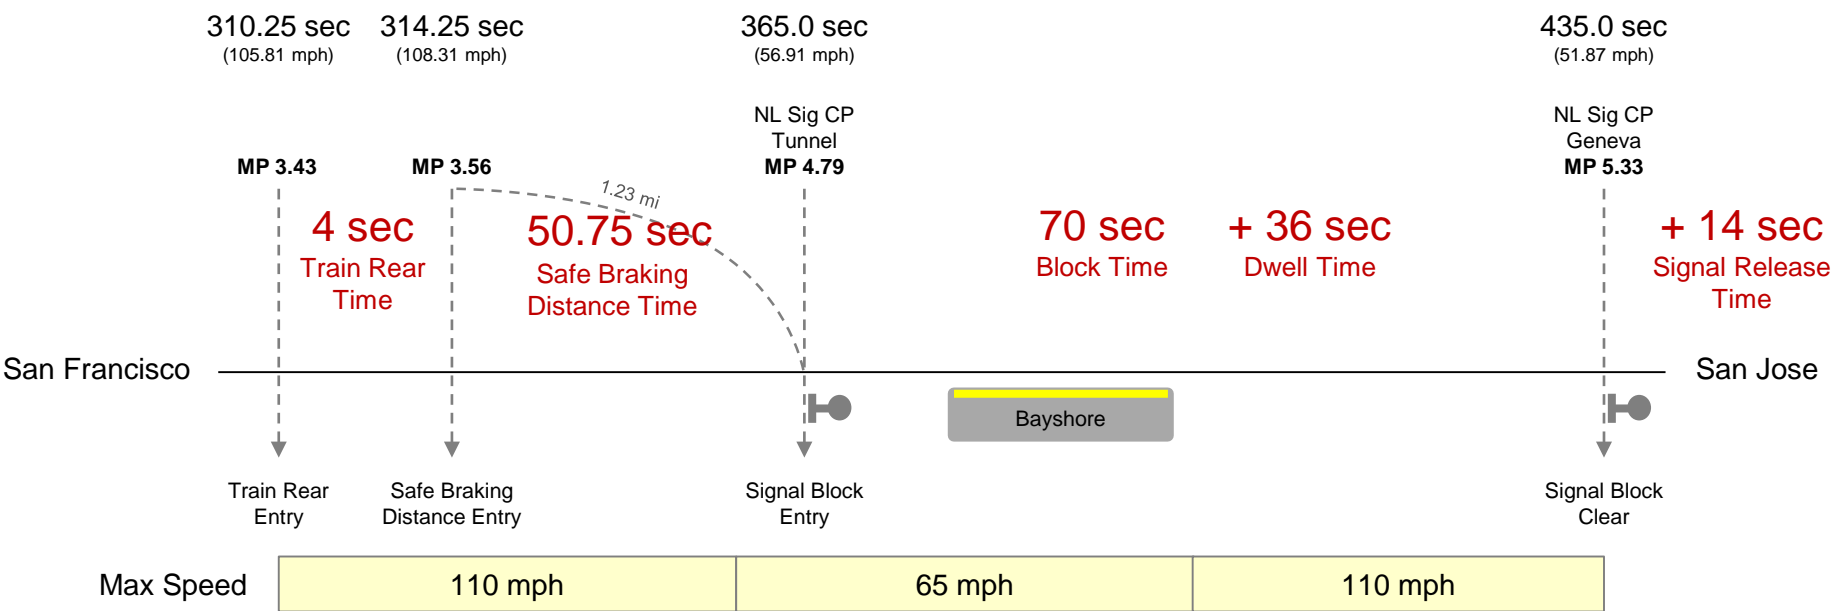 310.25 sec
(105.81 mph)
314.25 sec
(108.31 mph)
365.0 sec
(56.91 mph)
435.0 sec
(51.87 mph)
MP 3.43
MP 3.56
NL Sig CP
Tunnel
MP 4.79
NL Sig CP
Geneva
MP 5.33
1.23 mi
4 sec
Train Rear
Time
50.75 sec
Safe Braking
Distance Time
70 sec
Block Time
+ 36 sec
Dwell Time
+ 14 sec
Signal Release
Time
San Francisco
San Jose
Bayshore
Train Rear
Entry
Safe Braking
Distance Entry
Signal Block
Entry
Signal Block
Clear
Max Speed
110 mph
65 mph
110 mph